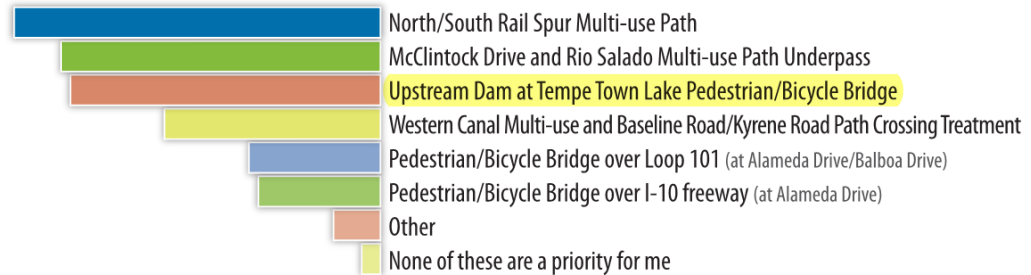 North/South Rail Spur Multi-use Path
McClintock Drive and Rio Salado Multi-use Path Underpass
Upstream Dam at Tempe Town Lake Pedestrian/Bicycle Bridge
Western Canal Multi-use and Baseline Road/Kyrene Road Path Crossing Treatment
Pedestrian/Bicycle Bridge over Loop 101 (at Alameda Drive/Balboa Drive)
Pedestrian/Bicycle Bridge over I-10 freeway (at Alameda Drive)
Other
None of these are a priority for me